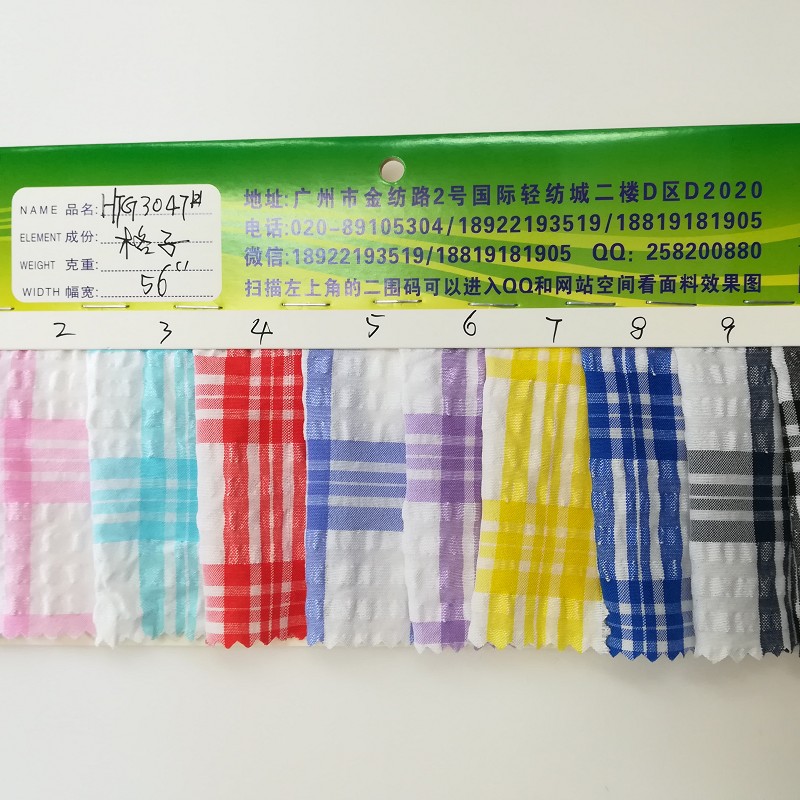 NAME 品名: HTG3047#
ELEMENT 成份: 格子
WEIGHT 克重:
WIDTH 幅宽: 56"
地址:广州市金纺路2号国际轻纺城二楼D区D2020
电话:020-89105304/18922193519/18819181905
微信:18922193519/18819181905 QQ: 258200880
扫描左上角的二围码可以进入QQ和网站空间看面料效果图
2 3 4 5 6 7 8 9